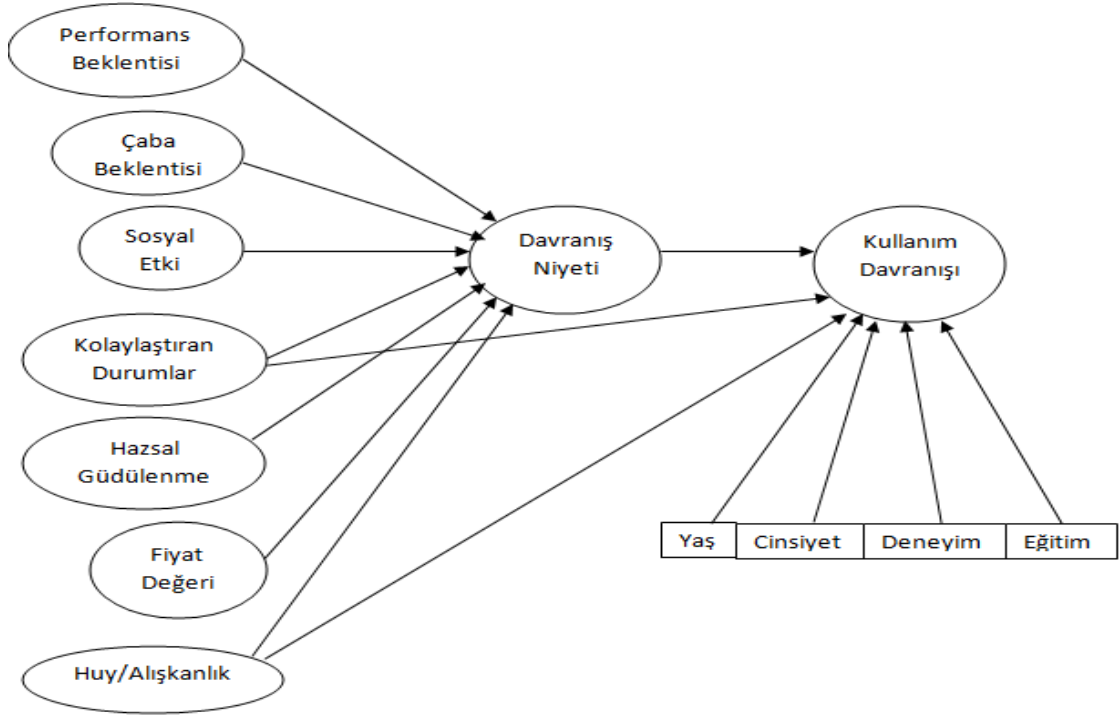 Performans
Beklentisi
Çaba
Beklentisi
Sosyal
Etki
Kolaylaştıran
Durumlar
Hazsal
Güdülenme
Fiyat
Değeri
Huy/Alışkanlık
Davranış
Niyeti
Kullanım
Davranışı
Yaş
Cinsiyet
Deneyim
Eğitim